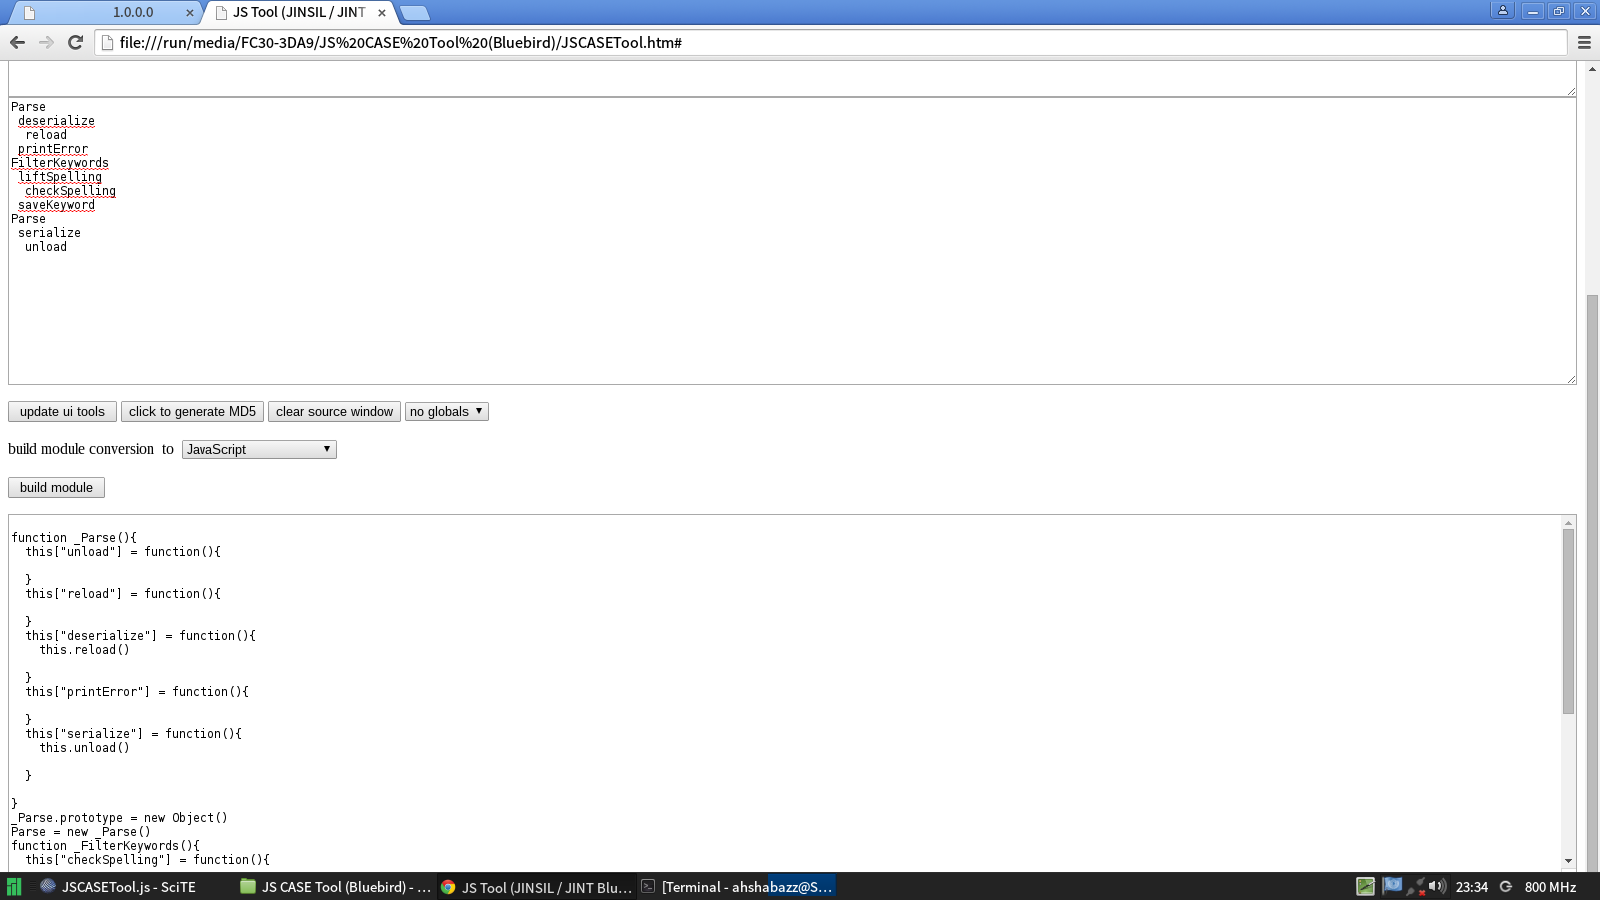 1.0.0.0
JS Tool (JINSIL / JINT
file:///run/media/FC30-3DA9/JS%20CASE%20Tool%20(Bluebird)/JSCASETool.htm#
Parse
deserialize
reload
printError
FilterKeywords
liftSpelling
checkSpelling
saveKeyword
Parse
serialize
unload
update ui tools click to generate MD5 clear source window no globals
build module conversion to JavaScript
build module
function _Parse(){
this["unload"] = function(){
}
this["reload"] = function(){
}
this["deserialize"] = function(){
this.reload()
}
this["printError"] = function(){
}
this["serialize"] = function(){
this.unload()
}
}
_Parse.prototype = new Object()
Parse = new _Parse()
function _FilterKeywords(){
this["checkSpelling"] = function(){
JSCASETool.js - SciTE JS CASE Tool (Bluebird) - ... JS Tool (JINSIL / JINT Blu... [Terminal - ahshabazz@S... 23:34 800 MHz